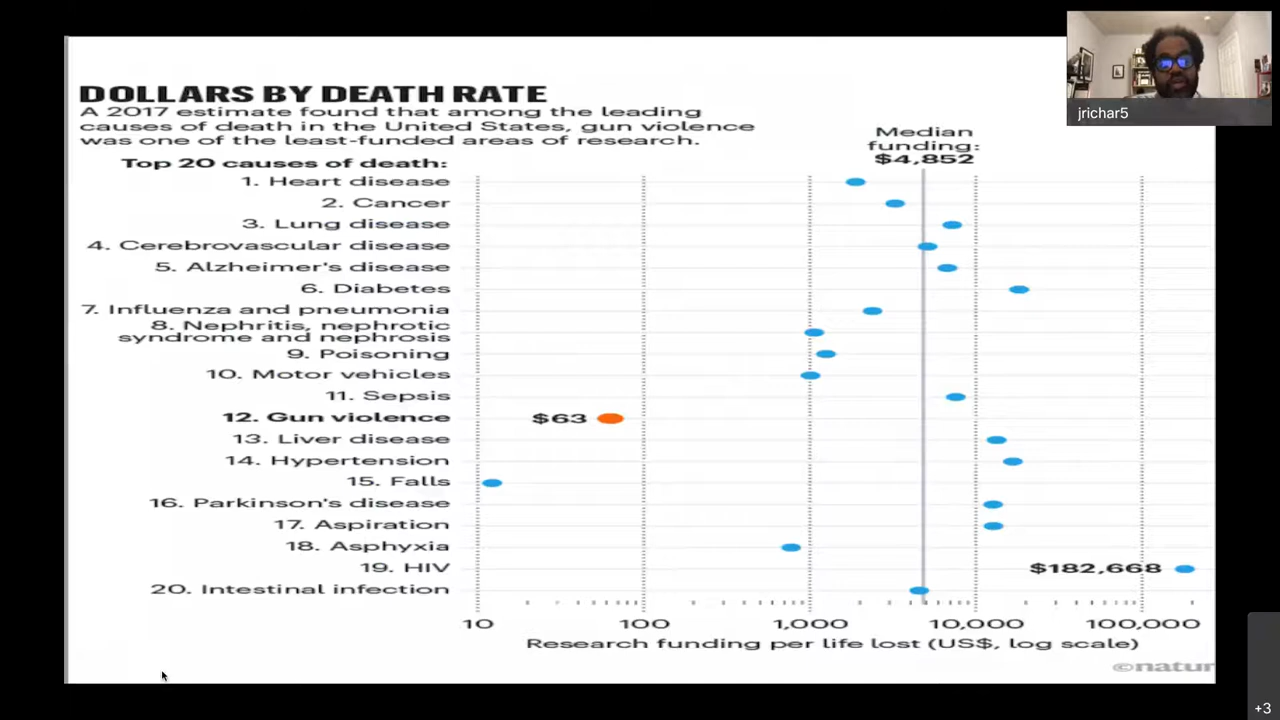 DOLLARS BY DEATH RATE
A 2017 estimate found that among the leading
causes of death in the United States, gun violence
was one of the least-funded areas of research.
jrichar5
Median
funding:
$4,852
Top 20 causes of death:
1. Heart disease
2. Cancer
3. Lung disease
4. Cerebrovascular disease
5. Alzheimer's disease
6. Diabetes
7. Influenza and pneumonia
8. Nephritis, nephrotic
syndrome and nephrosis
9. Poisoning
10. Motor vehicles
11. Sepsis
12. Gun violence $63
13. Liver disease
14. Hypertension
15. Falls
16. Parkinson's disease
17. Aspiration
18. Asphyxia
19. HIV $182,668
20. Intestinal infection
10 100 1,000 10,000 100,000
Research funding per life lost (US$, log scale)
©natur
+3